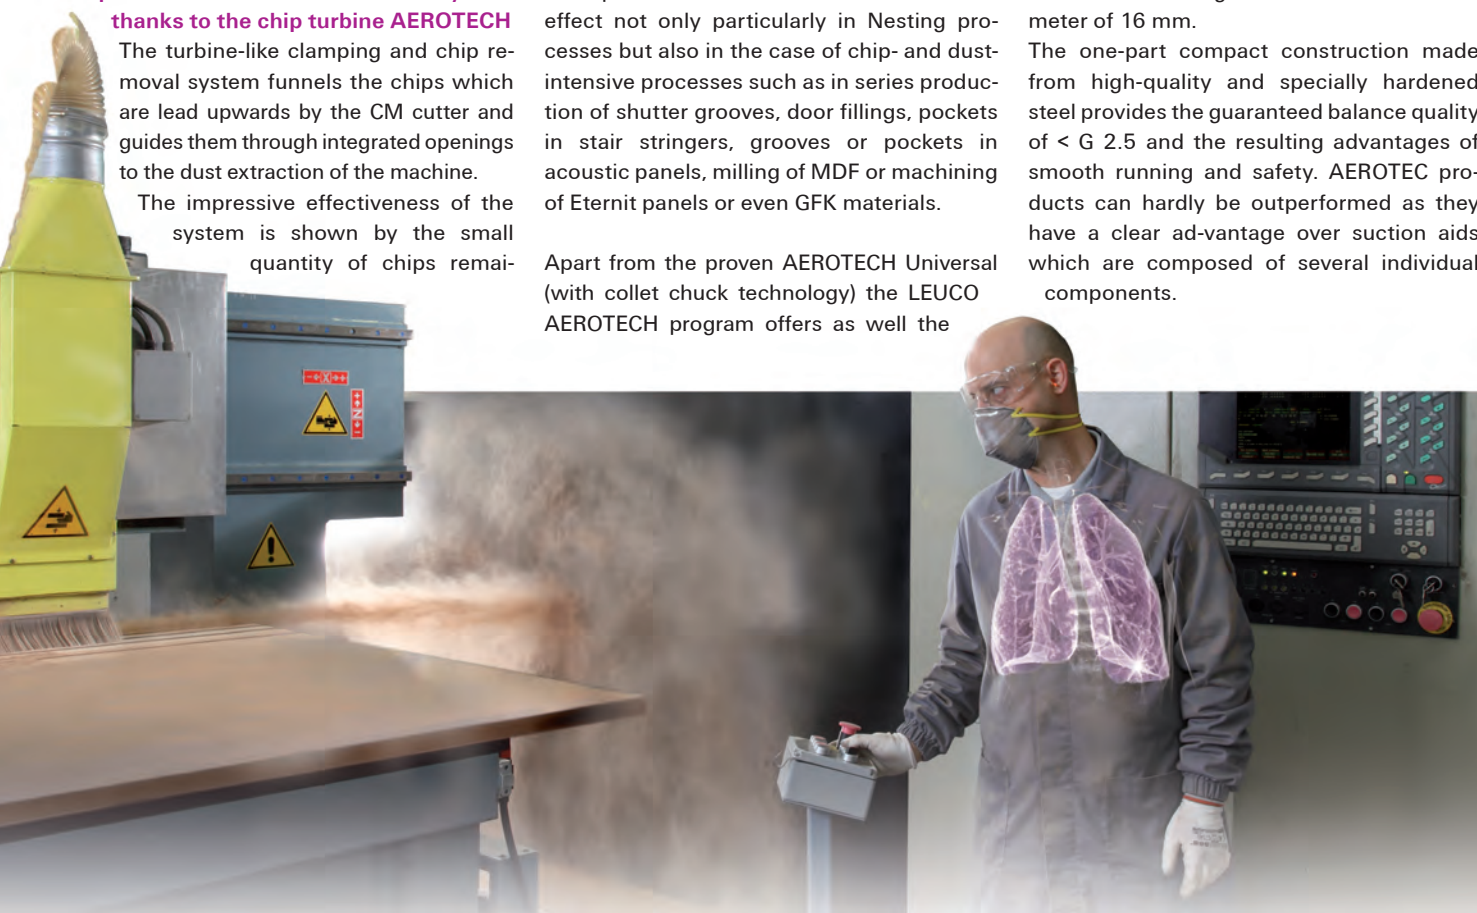 thanks to the chip turbine AEROTECH
The turbine-like clamping and chip re-
moval system funnels the chips which
are lead upwards by the CM cutter and
guides them through integrated openings
to the dust extraction of the machine.
The impressive effectiveness of the
system is shown by the small
quantity of chips remai-
effect not only particularly in Nesting pro-
cesses but also in the case of chip- and dust-
intensive processes such as in series produc-
tion of shutter grooves, door fillings, pockets
in stair stringers, grooves or pockets in
acoustic panels, milling of MDF or machining
of Eternit panels or even GFK materials.
Apart from the proven AEROTECH Universal
(with collet chuck technology) the LEUCO
AEROTECH program offers as well the
meter of 16 mm.
The one-part compact construction made
from high-quality and specially hardened
steel provides the guaranteed balance quality
of < G 2.5 and the resulting advantages of
smooth running and safety. AEROTEC pro-
ducts can hardly be outperformed as they
have a clear ad-vantage over suction aids
which are composed of several individual
components.